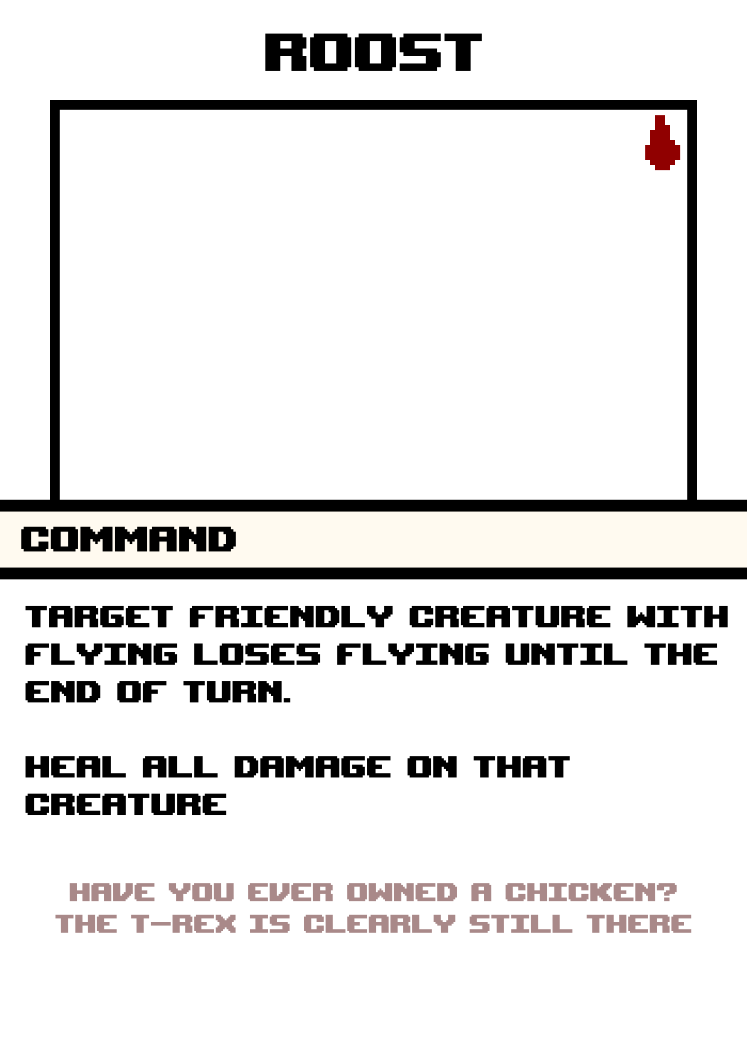 ROOST
COMMAND
TARGET FRIENDLY CREATURE WITH
FLYING LOSES FLYING UNTIL THE
END OF TURN.
HEAL ALL DAMAGE ON THAT
CREATURE
HAVE YOU EVER OWNED A CHICKEN?
THE T-REX IS CLEARLY STILL THERE